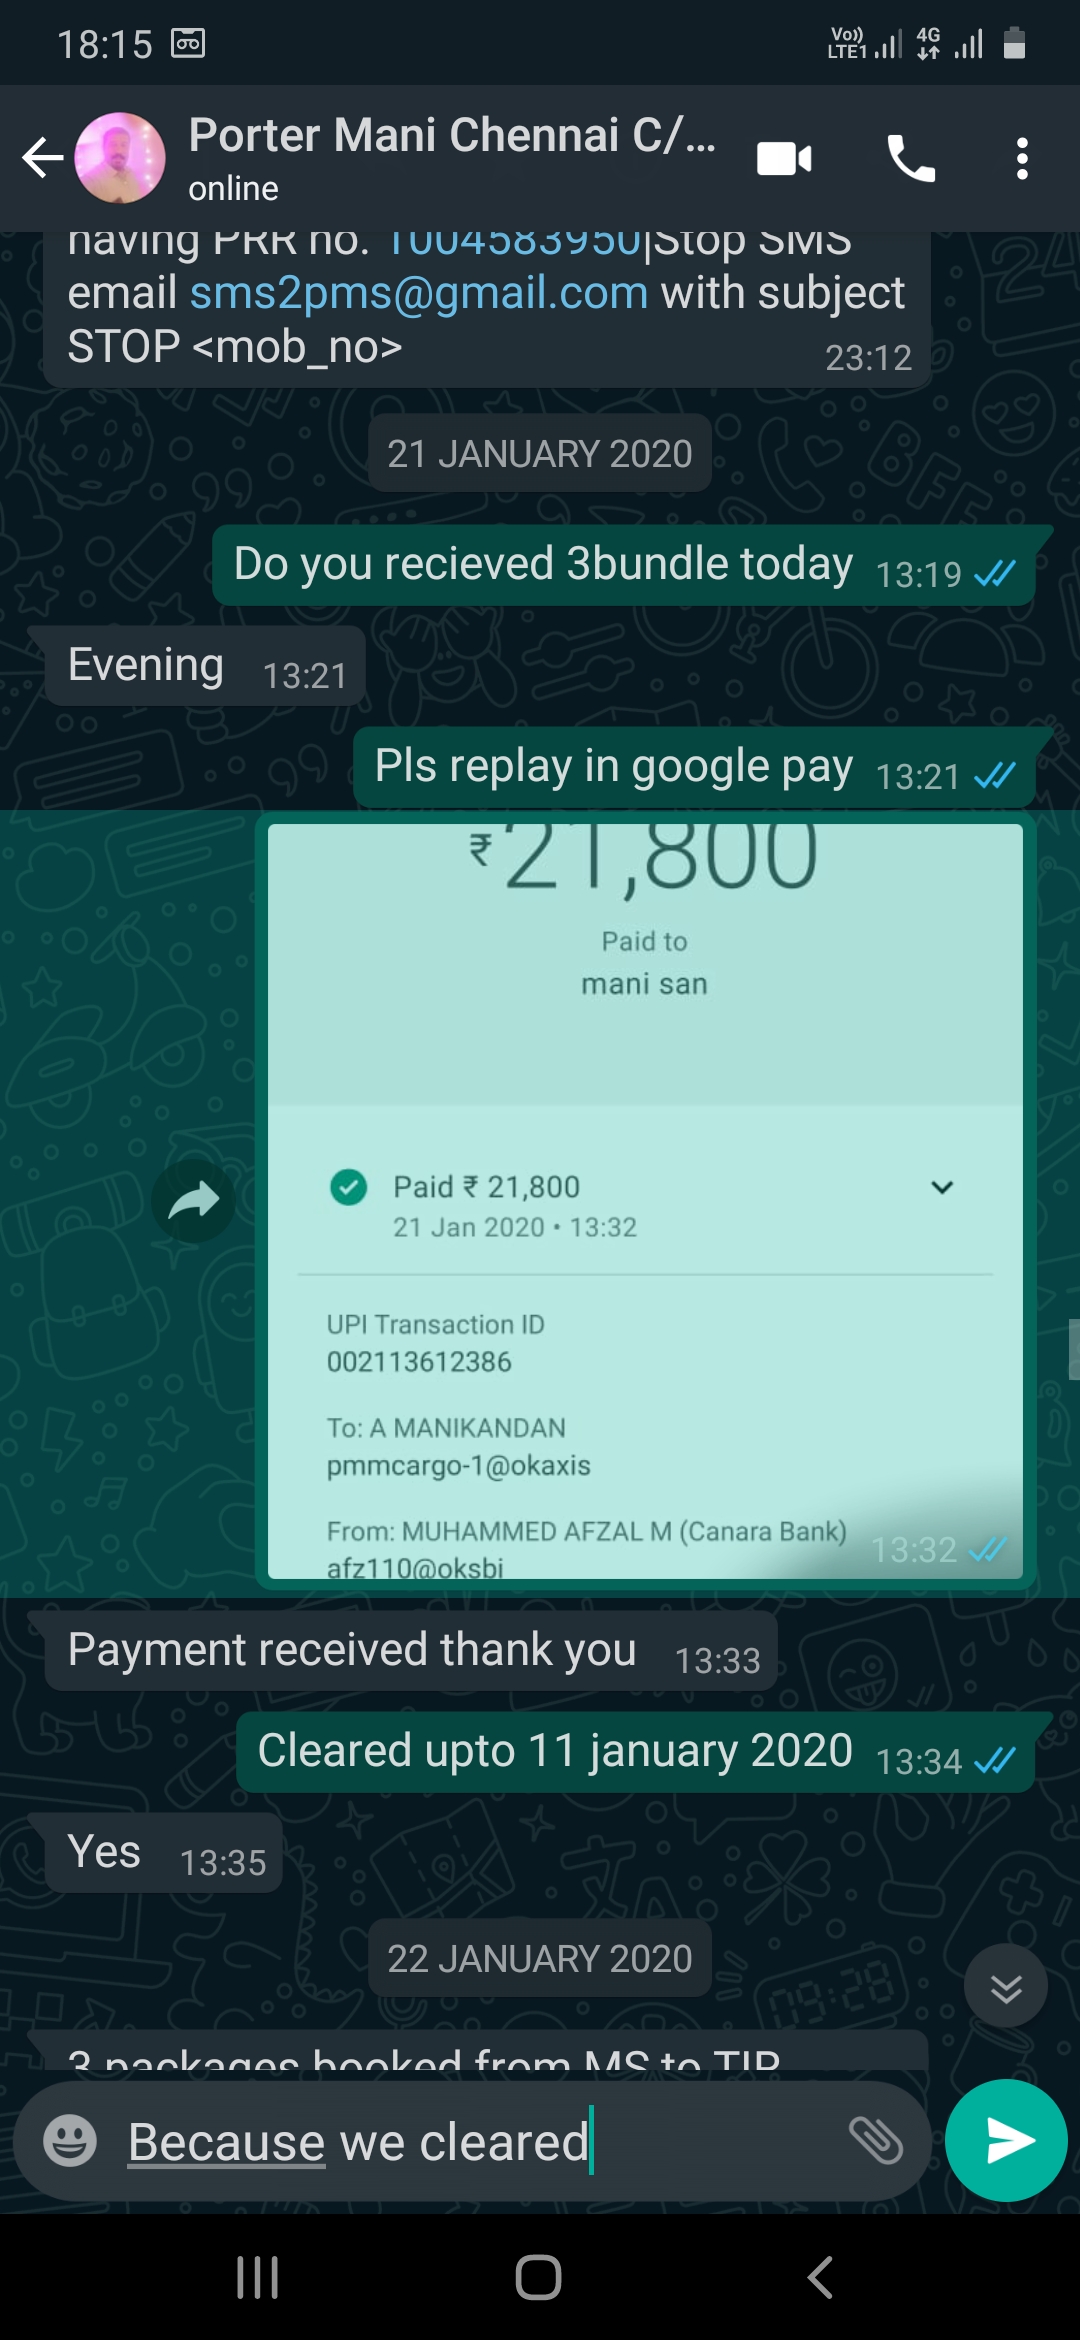 18:15
Vo)) LTE1 4G
Porter Mani Chennai C/...
online
having PRR no. 1004583950|Stop SMS
email sms2pms@gmail.com with subject
STOP <mob_no>
23:12
21 JANUARY 2020
Do you recieved 3bundle today 13:19
Evening 13:21
Pls replay in google pay 13:21
₹21,800
Paid to
mani san
Paid ₹ 21,800
21 Jan 2020 • 13:32
UPI Transaction ID
002113612386
To: A MANIKANDAN
pmmcargo-1@okaxis
From: MUHAMMED AFZAL M (Canara Bank)
afz110@oksbi
13:32
Payment received thank you 13:33
Cleared upto 11 january 2020 13:34
Yes 13:35
22 JANUARY 2020
3 packages booked from MS to TIR
Because we cleared